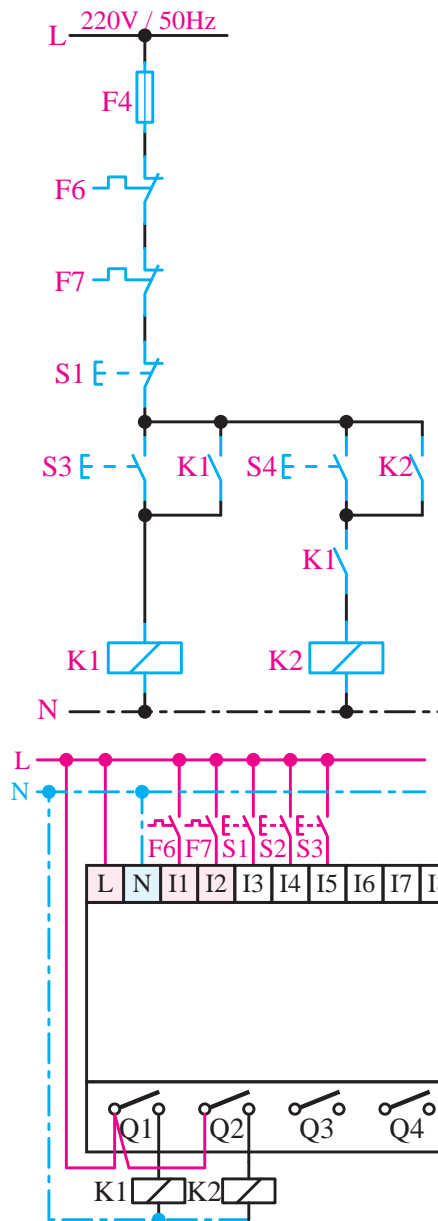 220V / 50Hz
L
F4
F6
F7
S1
S3 K1 S4 K2
K1
K1 K2
N
L
N
F6 F7 S1 S2 S3
L N I1 I2 I3 I4 I5 I6 I7
Q1 Q2 Q3 Q4
K1 K2